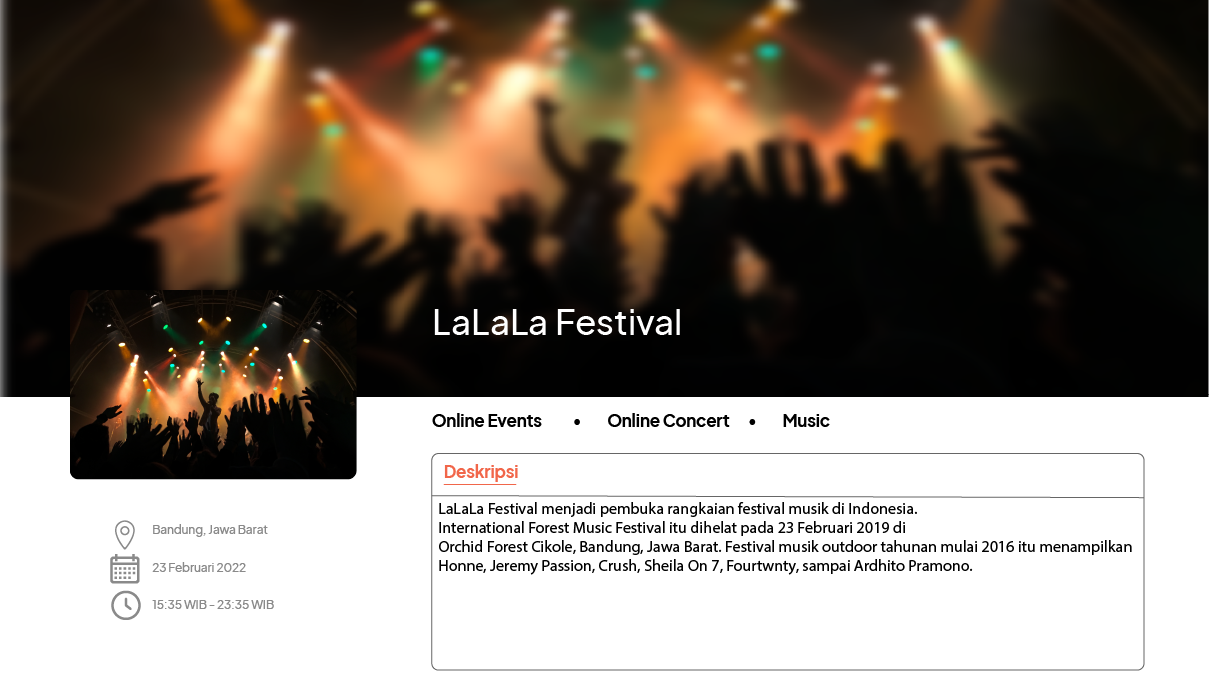 LaLaLa Festival
Online Events • Online Concert • Music
Deskripsi
LaLaLa Festival menjadi pembuka rangkaian festival musik di Indonesia.
International Forest Music Festival itu dihelat pada 23 Februari 2019 di
Orchid Forest Cikole, Bandung, Jawa Barat. Festival musik outdoor tahunan mulai 2016 itu menampilkan
Honne, Jeremy Passion, Crush, Sheila On 7, Fourtwnty, sampai Ardhito Pramono.
Bandung, Jawa Barat
23 Februari 2022
15:35 WIB - 23:35 WIB